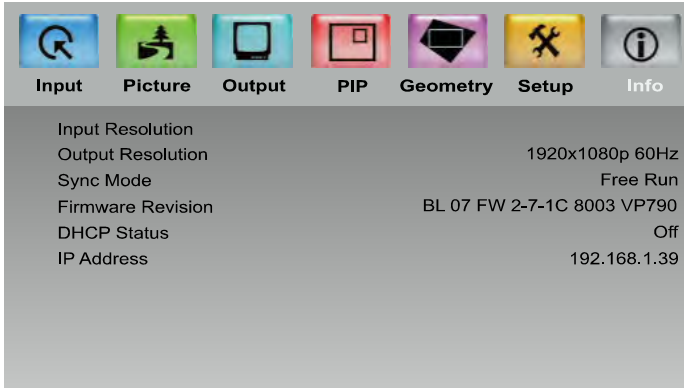 Input Picture Output PIP Geometry Setup Info
Input Resolution
Output Resolution 1920x1080p 60Hz
Sync Mode Free Run
Firmware Revision BL 07 FW 2-7-1C 8003 VP790
DHCP Status Off
IP Address 192.168.1.39